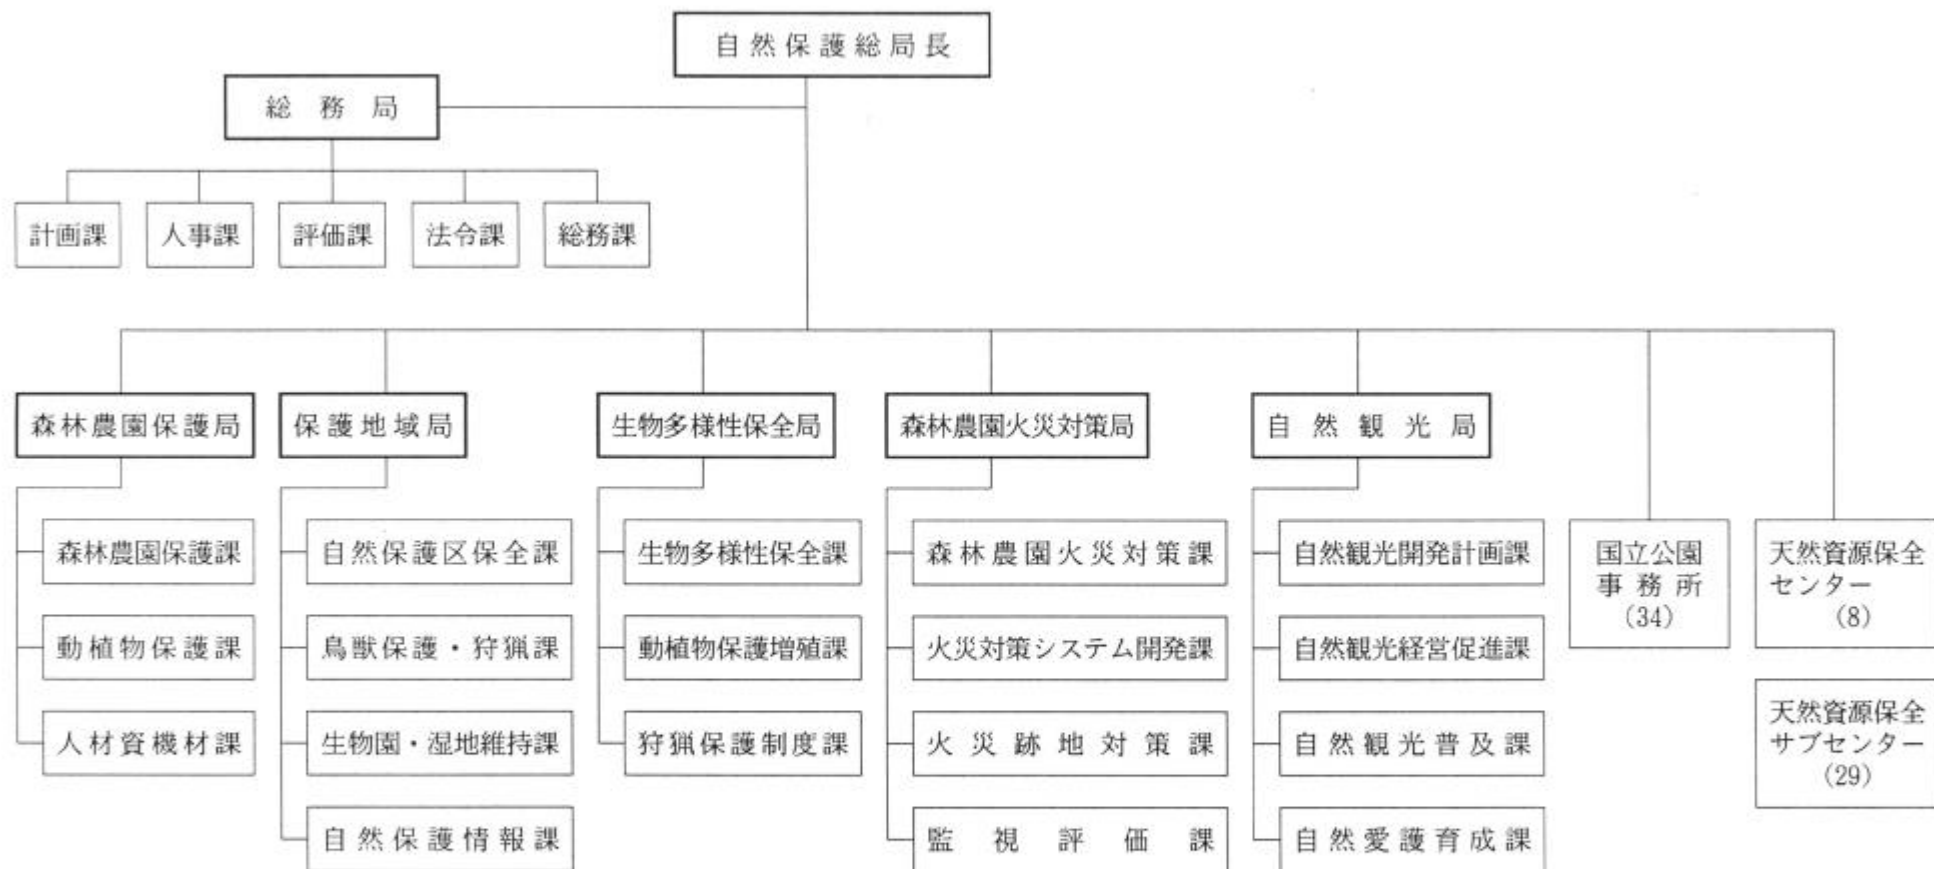 自然保護総局長
総務局
計画課
人事課
評価課
法令課
総務課
森林農園保護局
保護地域局
生物多様性保全局
森林農園火災対策局
自然観光局
森林農園保護課
動植物保護課
人材資機材課
自然保護区保全課
鳥獣保護・狩猟課
生物園・湿地維持課
自然保護情報課
生物多様性保全課
動植物保護増殖課
狩猟保護制度課
森林農園火災対策課
火災対策システム開発課
火災跡地対策課
監視評価課
自然観光開発計画課
自然観光経営促進課
自然観光普及課
自然愛護育成課
国立公園
事務所
(34)
天然資源保全
センター
(8)
天然資源保全
サブセンター
(29)